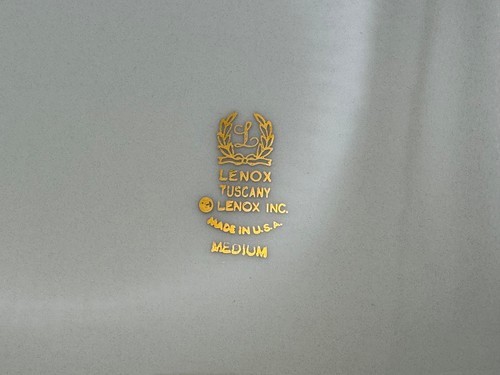 L
LENOX
TUSCANY
© LENOX INC.
MADE IN U.S.A.
MEDIUM